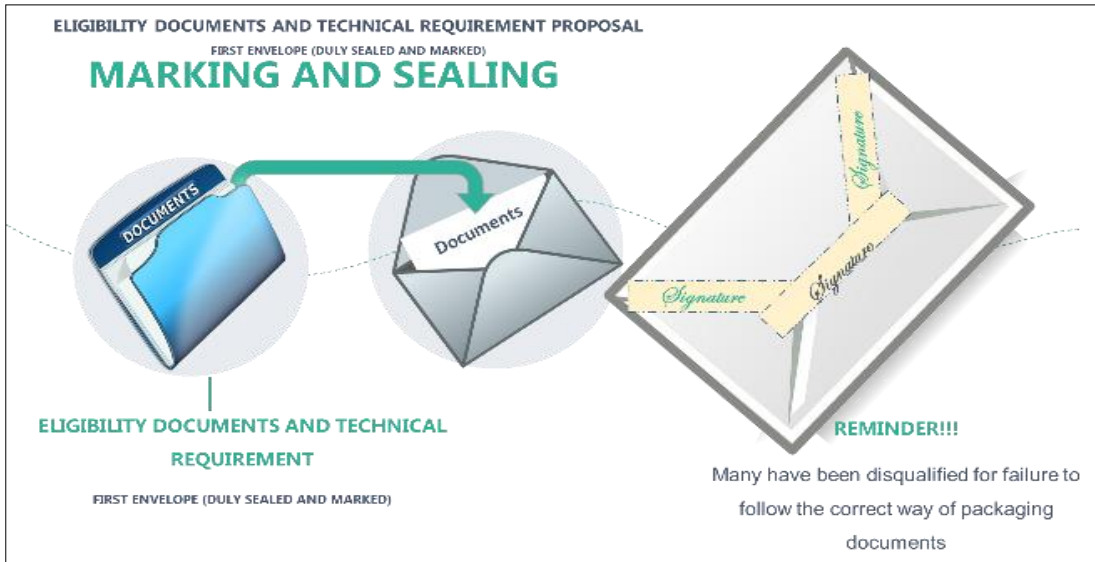 ELIGIBILITY DOCUMENTS AND TECHNICAL REQUIREMENT PROPOSAL
FIRST ENVELOPE (DULY SEALED AND MARKED)
MARKING AND SEALING
DOCUMENTS
Documents
Signature
Signature
Signature
ELIGIBILITY DOCUMENTS AND TECHNICAL
REQUIREMENT
FIRST ENVELOPE (DULY SEALED AND MARKED)
REMINDER!!!
Many have been disqualified for failure to
follow the correct way of packaging
documents